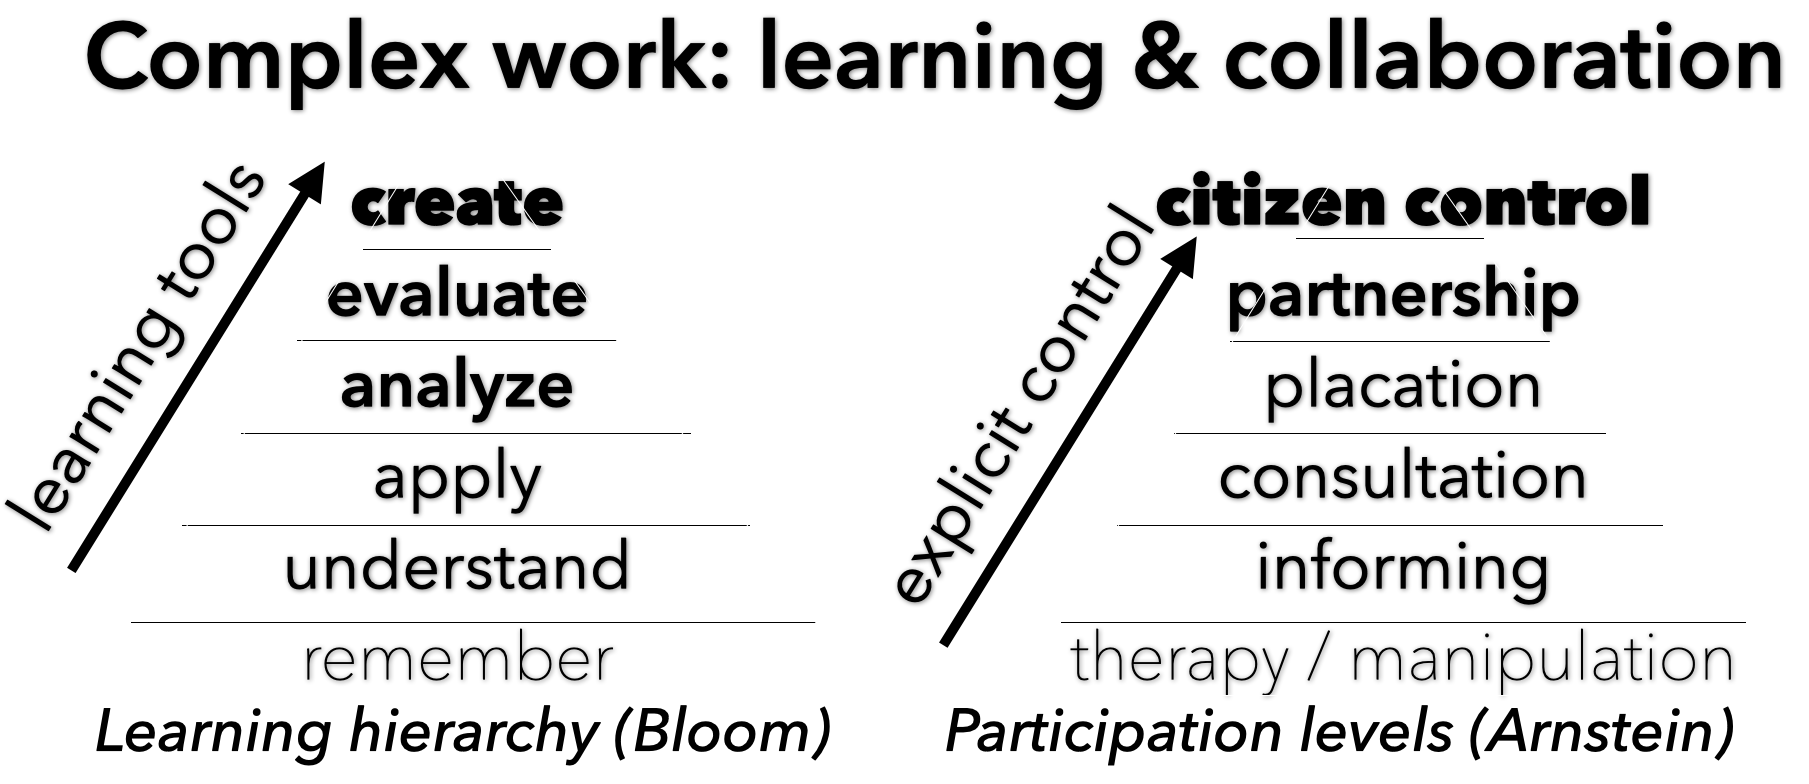 Complex work: learning & collaboration
learning tools
create
evaluate
analyze
apply
understand
remember
Learning hierarchy (Bloom)
explicit control
citizen control
partnership
placation
consultation
informing
therapy / manipulation
Participation levels (Arnstein)